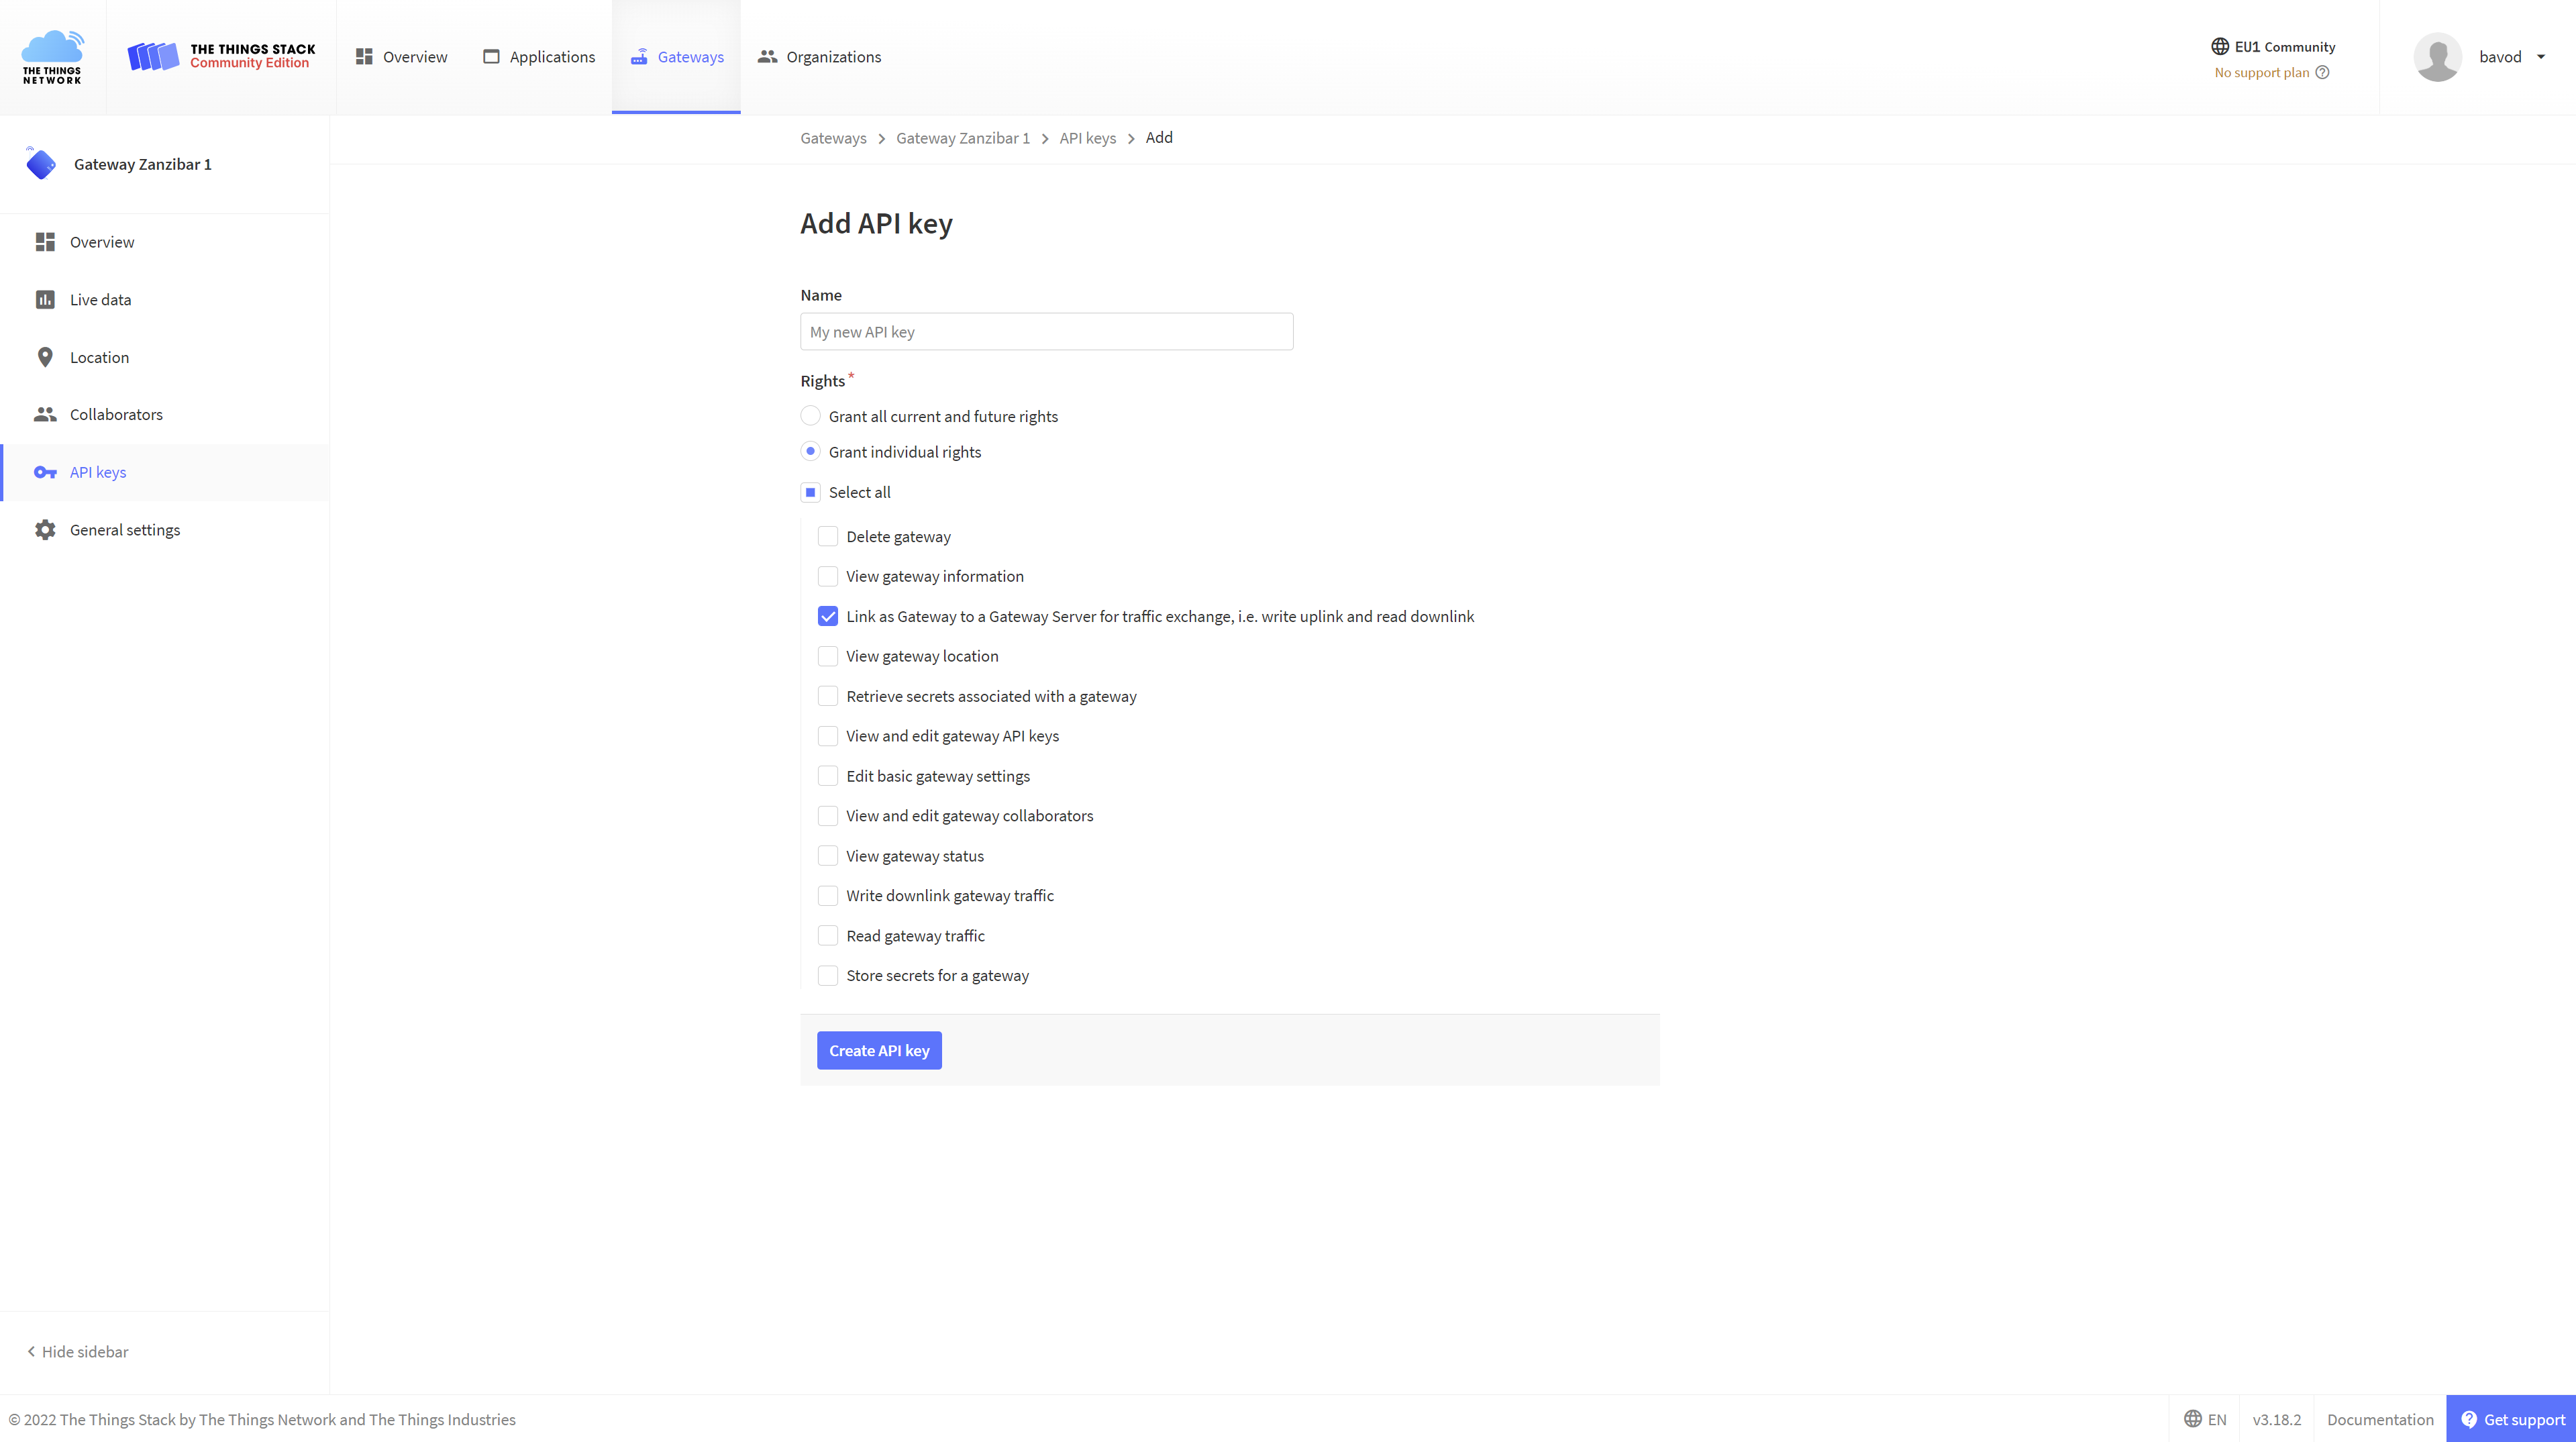 THE THINGS
NETWORK
THE THINGS STACK
Community Edition
Overview
Applications
Gateways
Organizations
EU1 Community
No support plan
bavod
Gateway Zanzibar 1
Overview
Live data
Location
Collaborators
API keys
General settings
Hide sidebar
Gateways > Gateway Zanzibar 1 > API keys > Add
Add API key
Name
My new API key
Rights *
Grant all current and future rights
Grant individual rights
Select all
Delete gateway
View gateway information
Link as Gateway to a Gateway Server for traffic exchange, i.e. write uplink and read downlink
View gateway location
Retrieve secrets associated with a gateway
View and edit gateway API keys
Edit basic gateway settings
View and edit gateway collaborators
View gateway status
Write downlink gateway traffic
Read gateway traffic
Store secrets for a gateway
Create API key
© 2022 The Things Stack by The Things Network and The Things Industries
EN
v3.18.2
Documentation
Get support